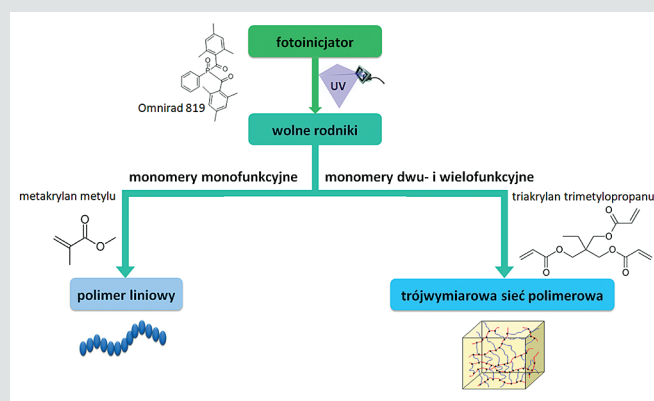 fotoinicjator
Omnirad 819
UV
wolne rodniki
monomery monofunkcyjne
monomery dwu- i wielofunkcyjne
metakrylan metylu
triakrylan trimetylopropanu
polimer liniowy
trójwymiarowa sieć polimerowa